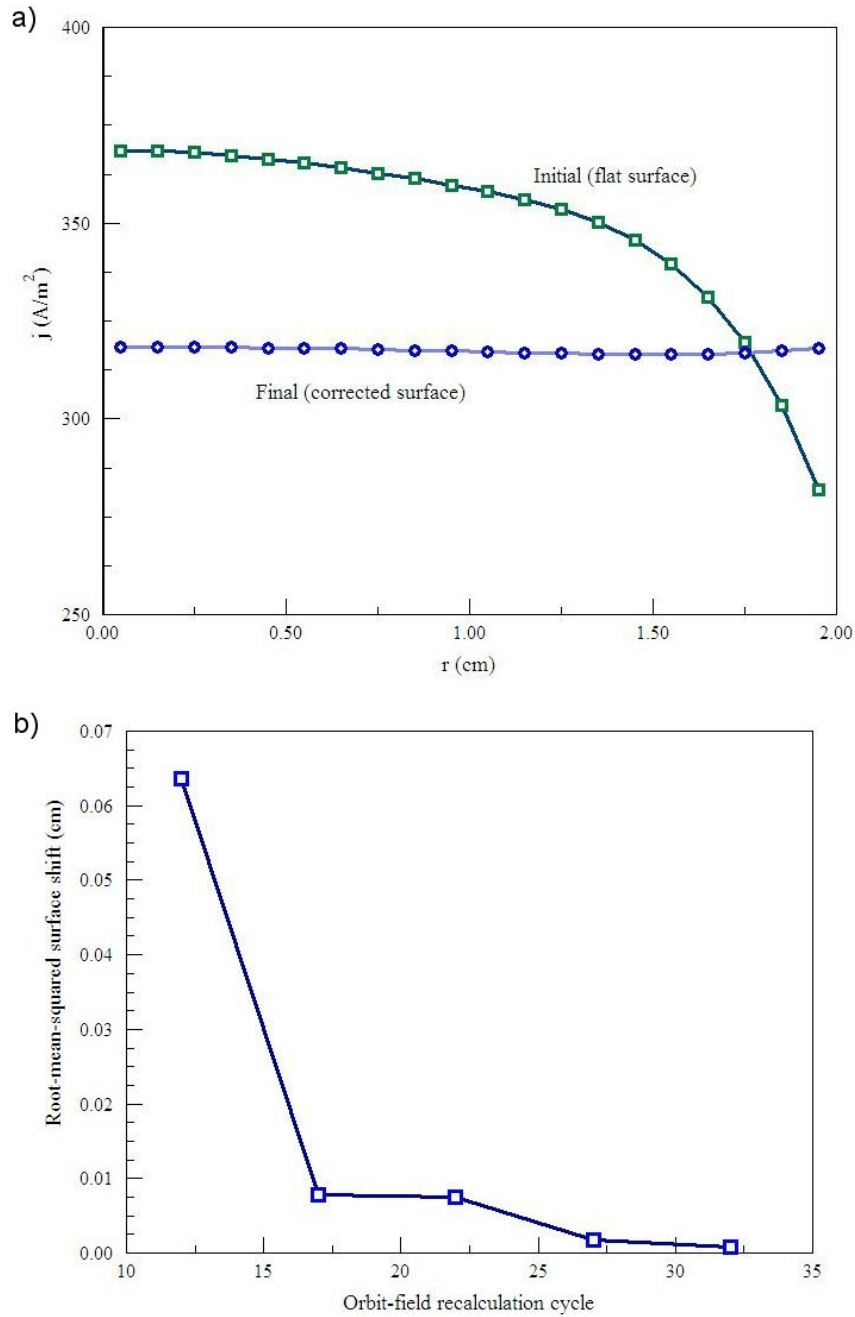 a)
400
350
300
250
j (A/m²)
Initial (flat surface)
Final (corrected surface)
0.00 0.50 1.00 1.50 2.00
r (cm)
b)
0.07
0.06
0.05
0.04
0.03
0.02
0.01
0.00
Root-mean-squared surface shift (cm)
10 15 20 25 30 35
Orbit-field recalculation cycle